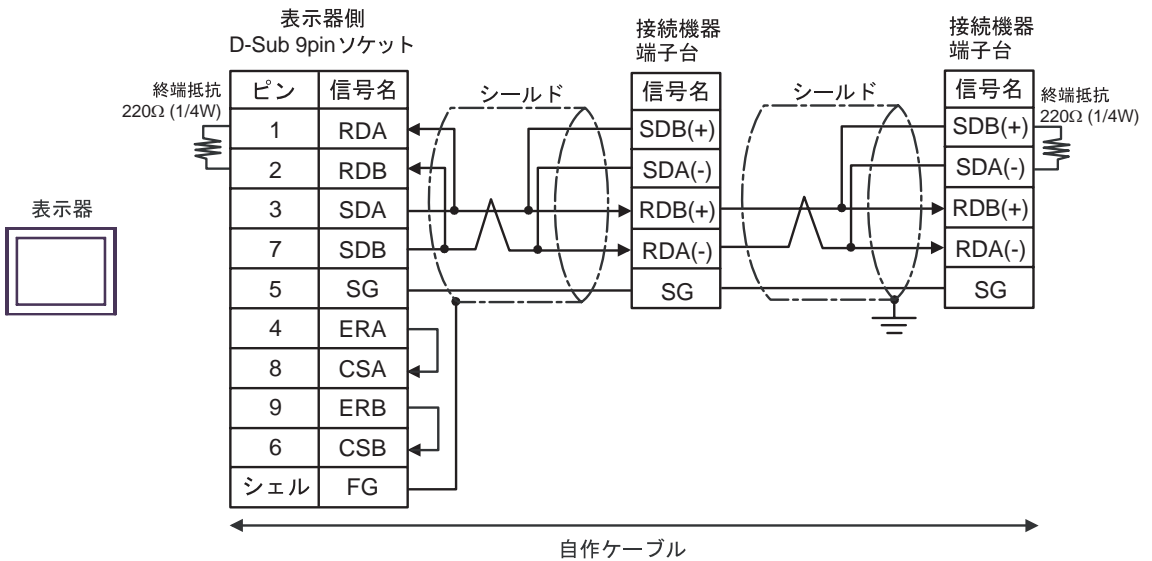 表示器側
D-Sub 9pinソケット
接続機器
端子台
接続機器
端子台
終端抵抗
220Ω (1/4W)
ピン 信号名
1 RDA
2 RDB
3 SDA
7 SDB
5 SG
4 ERA
8 CSA
9 ERB
6 CSB
シェル FG
シールド
信号名
SDB(+)
SDA(-)
RDB(+)
RDA(-)
SG
シールド
信号名
SDB(+)
SDA(-)
RDB(+)
RDA(-)
SG
終端抵抗
220Ω (1/4W)
表示器
自作ケーブル